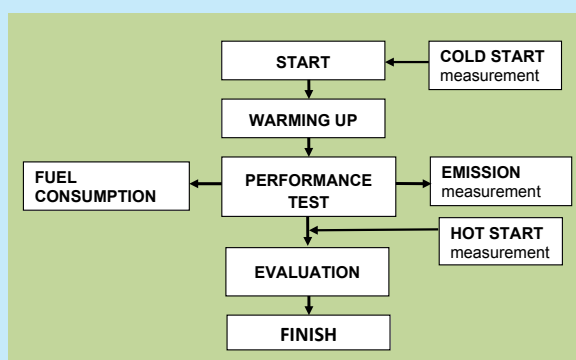 START
COLD START
measurement
WARMING UP
FUEL
CONSUMPTION
PERFORMANCE
TEST
EMISSION
measurement
HOT START
measurement
EVALUATION
FINISH